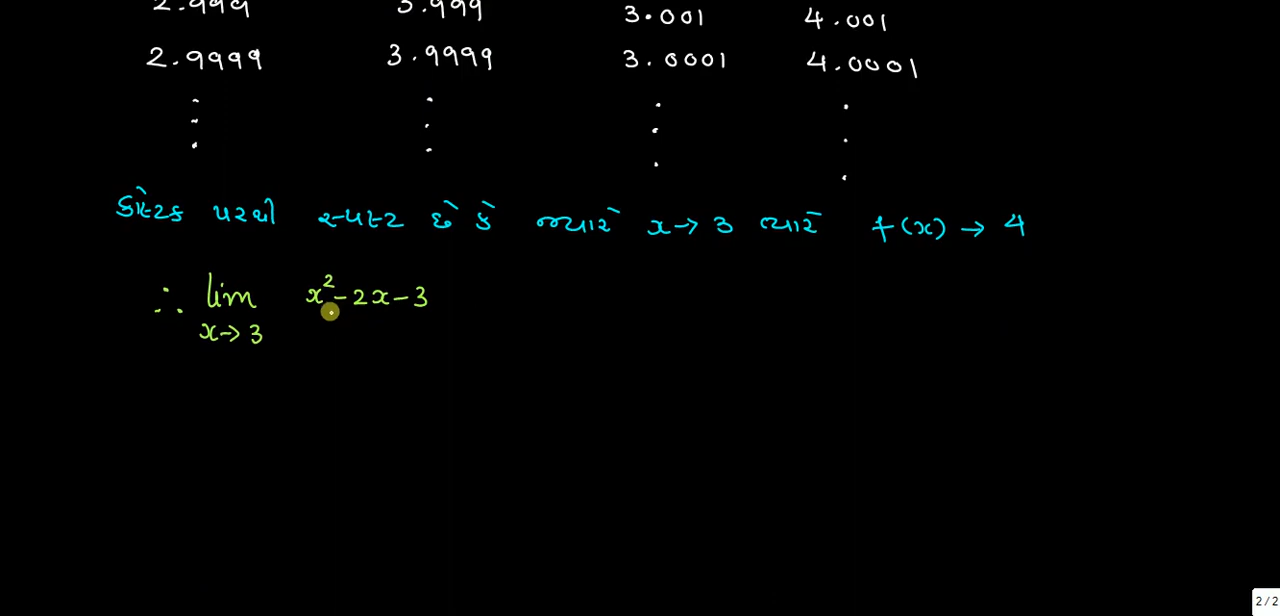 2.999 3.999 3.001 4.001
2.9999 3.9999 3.0001 4.0001
કોષ્ટક પરથી સ્પષ્ટ છે કે જ્યારે x → 3 ત્યારે f(x) → 4
∴ lim x² - 2x - 3
x → 3
2 / 2